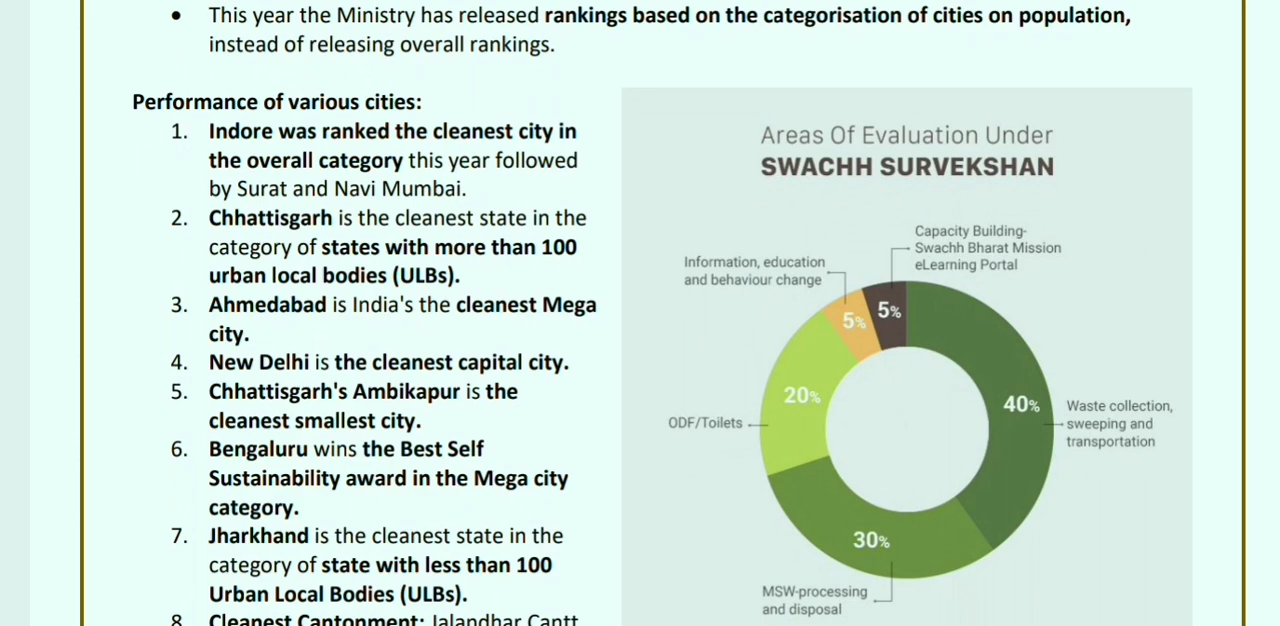 • This year the Ministry has released rankings based on the categorisation of cities on population,
instead of releasing overall rankings.
Performance of various cities:
1. Indore was ranked the cleanest city in
the overall category this year followed
by Surat and Navi Mumbai.
2. Chhattisgarh is the cleanest state in the
category of states with more than 100
urban local bodies (ULBs).
3. Ahmedabad is India's the cleanest Mega
city.
4. New Delhi is the cleanest capital city.
5. Chhattisgarh's Ambikapur is the
cleanest smallest city.
6. Bengaluru wins the Best Self
Sustainability award in the Mega city
category.
7. Jharkhand is the cleanest state in the
category of state with less than 100
Urban Local Bodies (ULBs).
8. Cleanest Cantonment: Jalandhar Cantt
Areas Of Evaluation Under
SWACHH SURVEKSHAN
Capacity Building-
Swachh Bharat Mission
eLearning Portal
Information, education
and behaviour change
5%
5%
20%
40%
ODF/Toilets
Waste collection,
sweeping and
transportation
30%
MSW-processing
and disposal